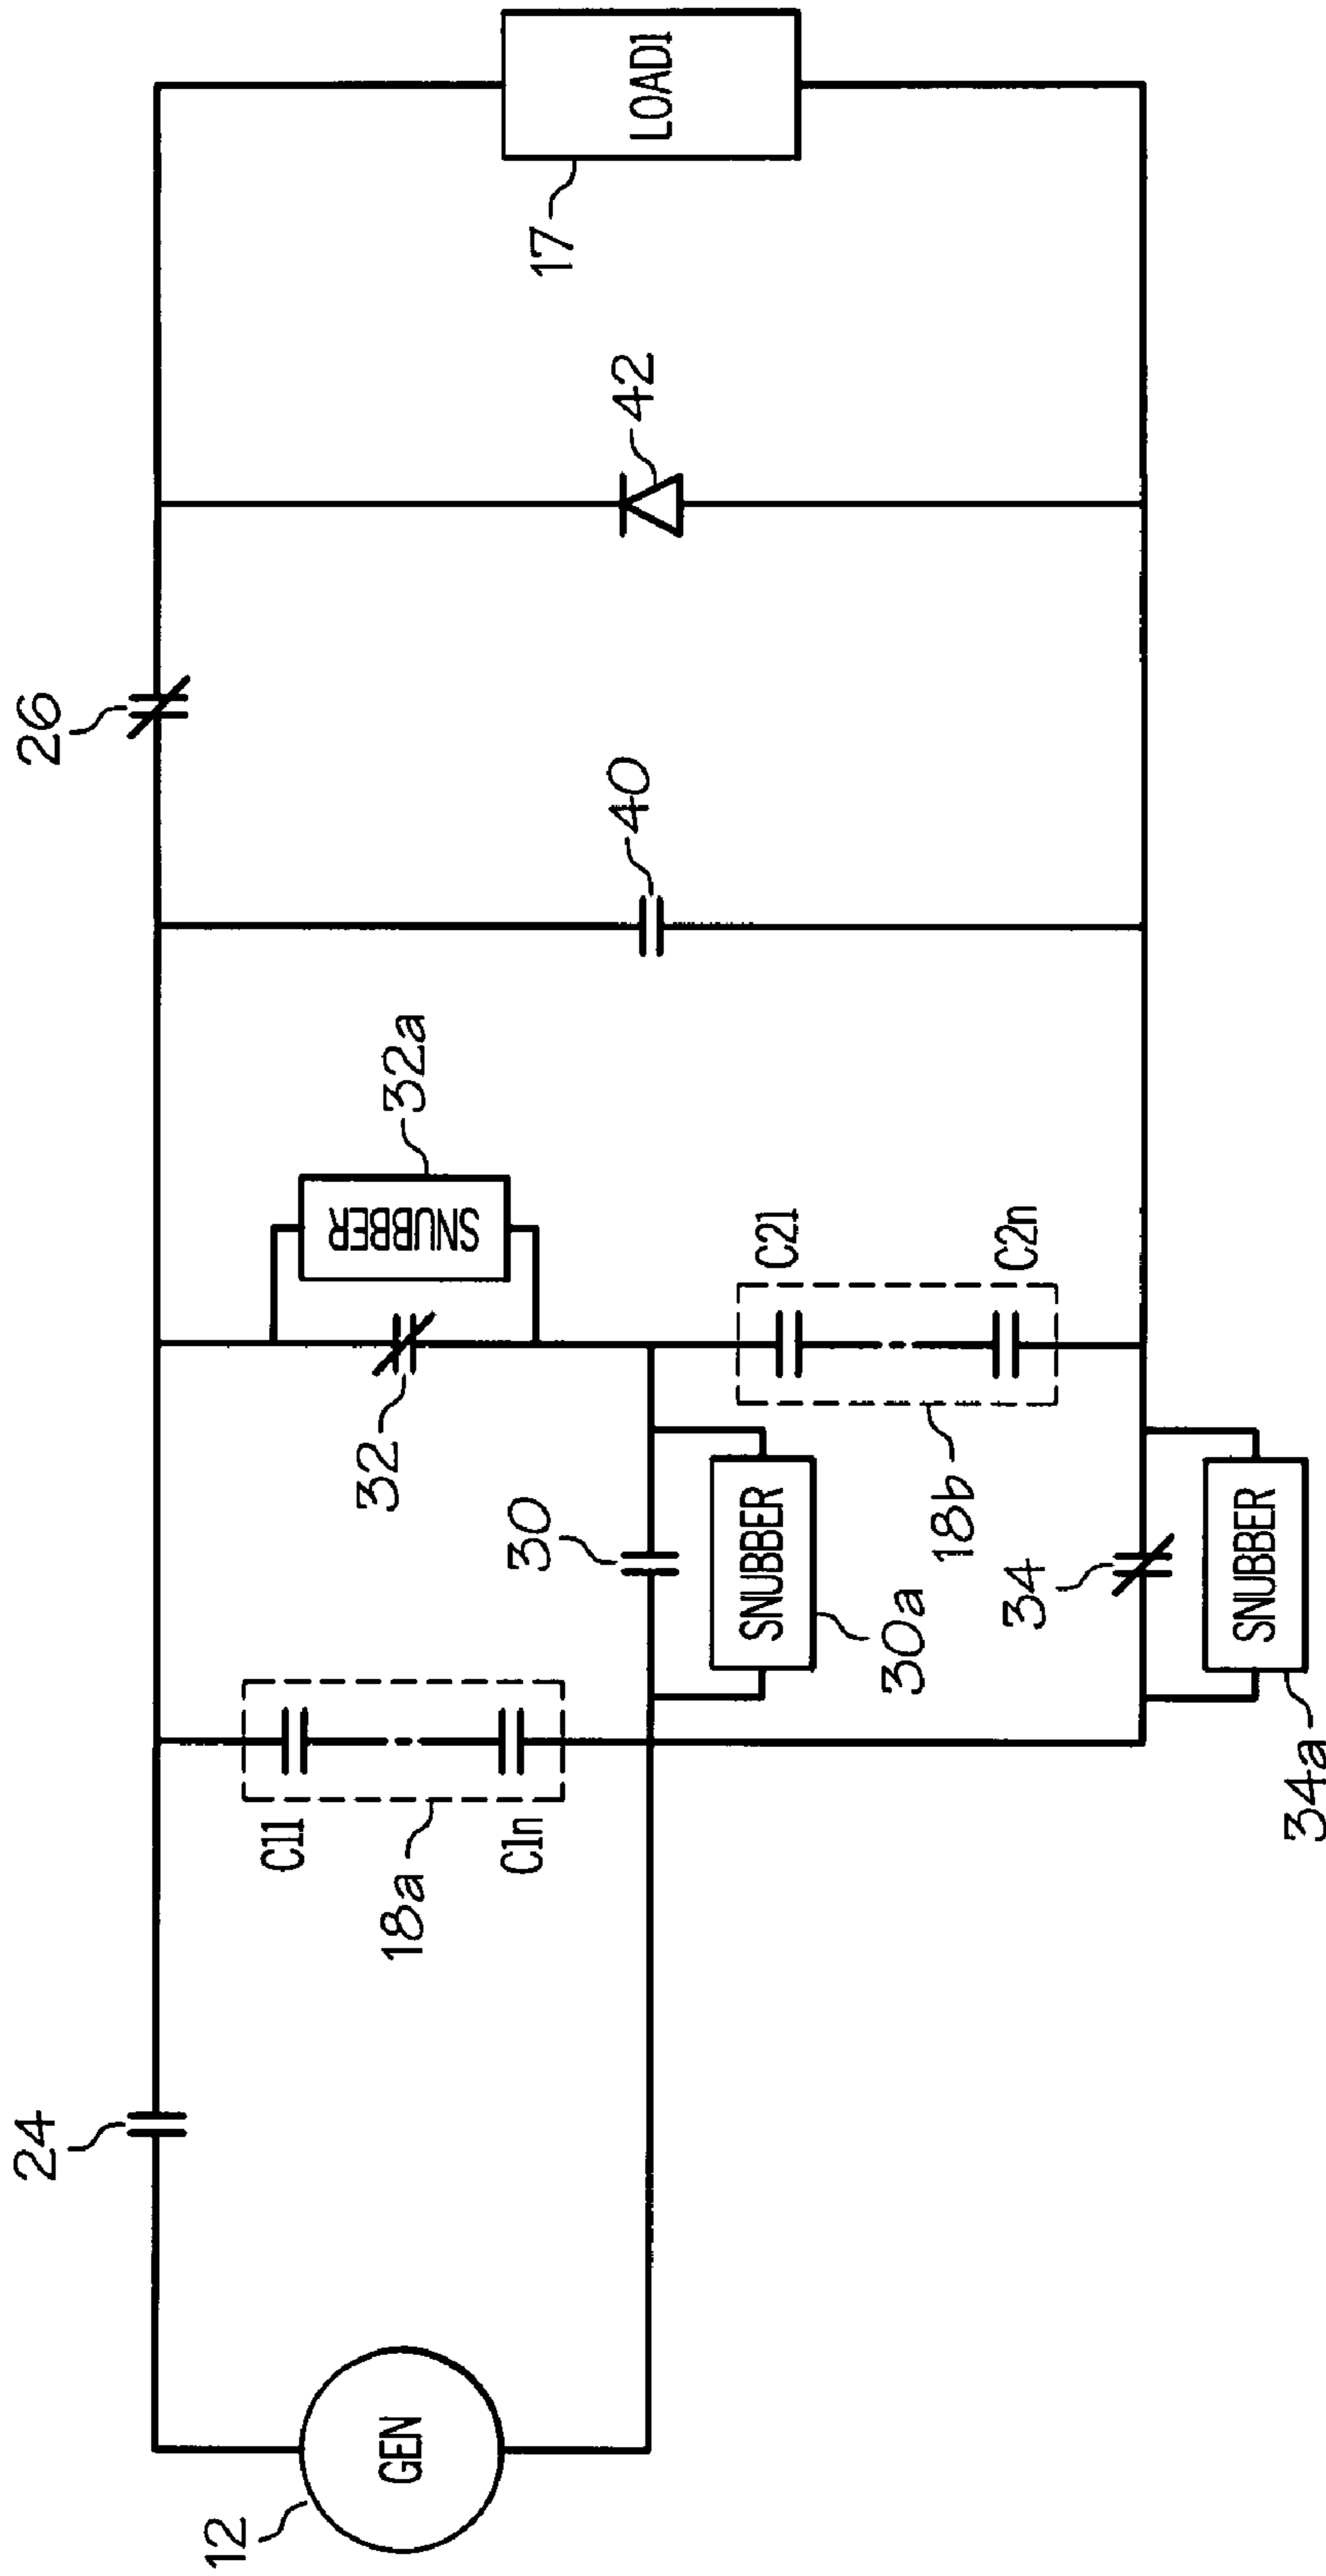 12
GEN
24
C11
C1n
18a
30
SNUBBER
30a
32
SNUBBER
32a
C21
C2n
18b
34
SNUBBER
34a
40
26
42
17
LOAD1